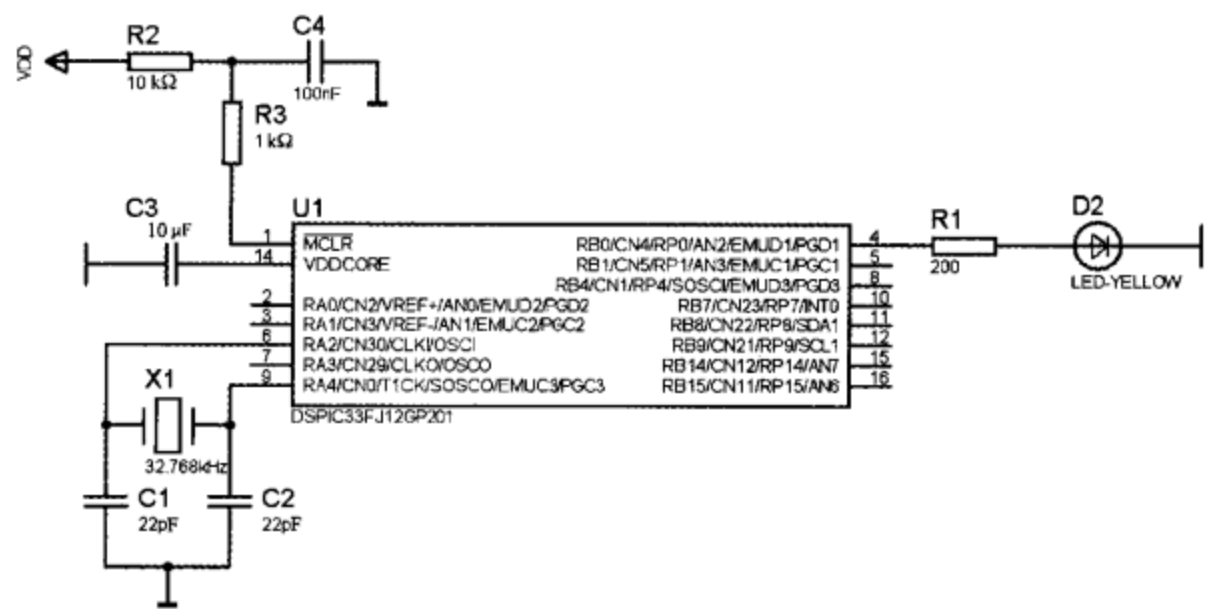 VDD
R2
10 kΩ
C4
100nF
R3
1 kΩ
C3
10 µF
U1
1 MCLR
14 VDDCORE
2 RA0/CN2/VREF+/AN0/EMUD2/PGD2
3 RA1/CN3/VREF-/AN1/EMUC2/PGC2
6 RA2/CN30/CLKI/OSCI
7 RA3/CN29/CLKO/OSCO
9 RA4/CN0/T1CK/SOSCO/EMUC3/PGC3
RB0/CN4/RP0/AN2/EMUD1/PGD1 4
RB1/CN5/RP1/AN3/EMUC1/PGC1 5
RB4/CN1/RP4/SOSCI/EMUD3/PGD3 8
RB7/CN23/RP7/INT0 10
RB8/CN22/RP8/SDA1 11
RB9/CN21/RP9/SCL1 12
RB14/CN12/RP14/AN7 15
RB15/CN11/RP15/AN6 16
DSPIC33FJ12GP201
R1
200
D2
LED-YELLOW
X1
32.768kHz
C1
22pF
C2
22pF